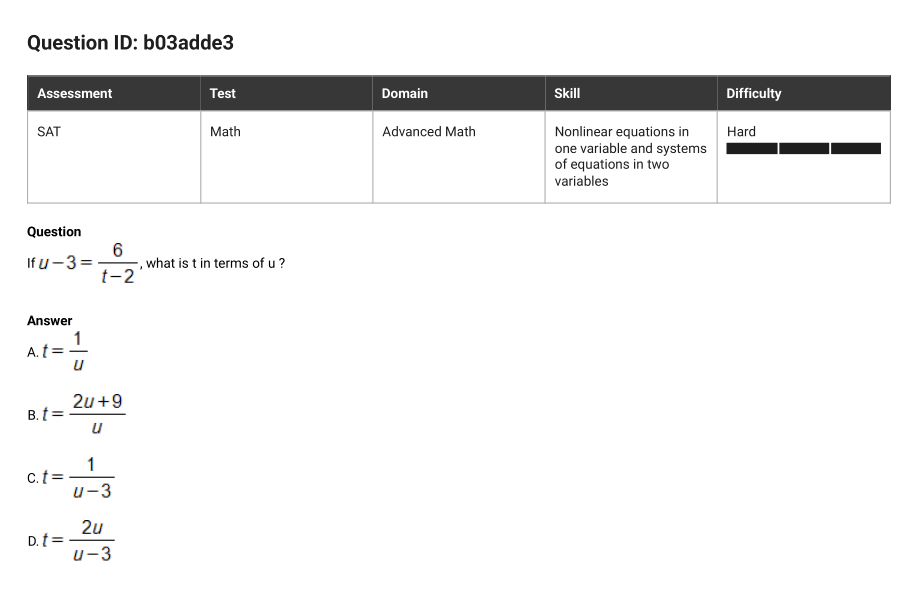 Question ID: b03adde3
Assessment Test Domain Skill Difficulty
SAT Math Advanced Math Nonlinear equations in one variable and systems of equations in two variables Hard
Question
If u − 3 = 6/(t − 2), what is t in terms of u ?
Answer
A. t = 1/u
B. t = (2u + 9)/u
C. t = 1/(u − 3)
D. t = 2u/(u − 3)